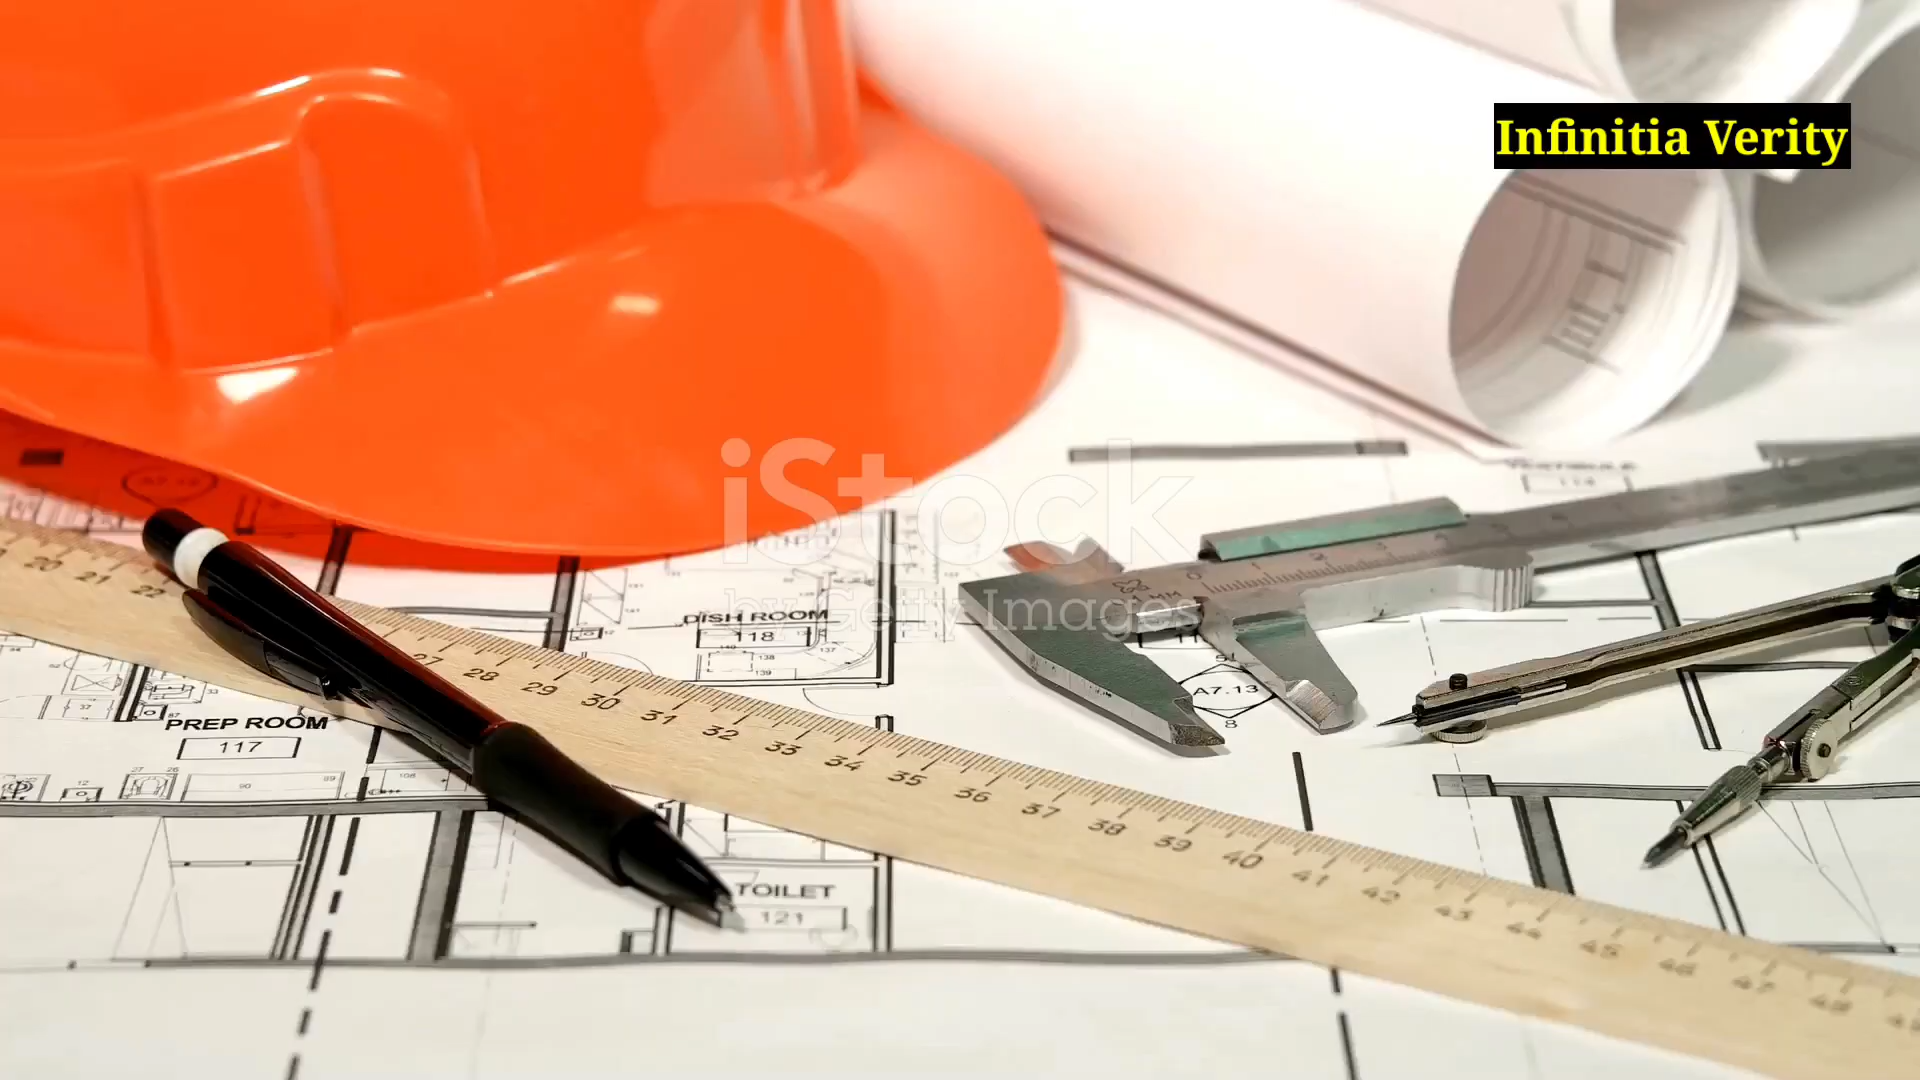 Infinitia Verity
iStock
by Getty Images
DISH ROOM
118
PREP ROOM
117
A7.13
8
TOILET
121
20 21 22 27 28 29 30 31 32 33 34 35 36 37 38 39 40 41 42 43 44 45 46 47 48